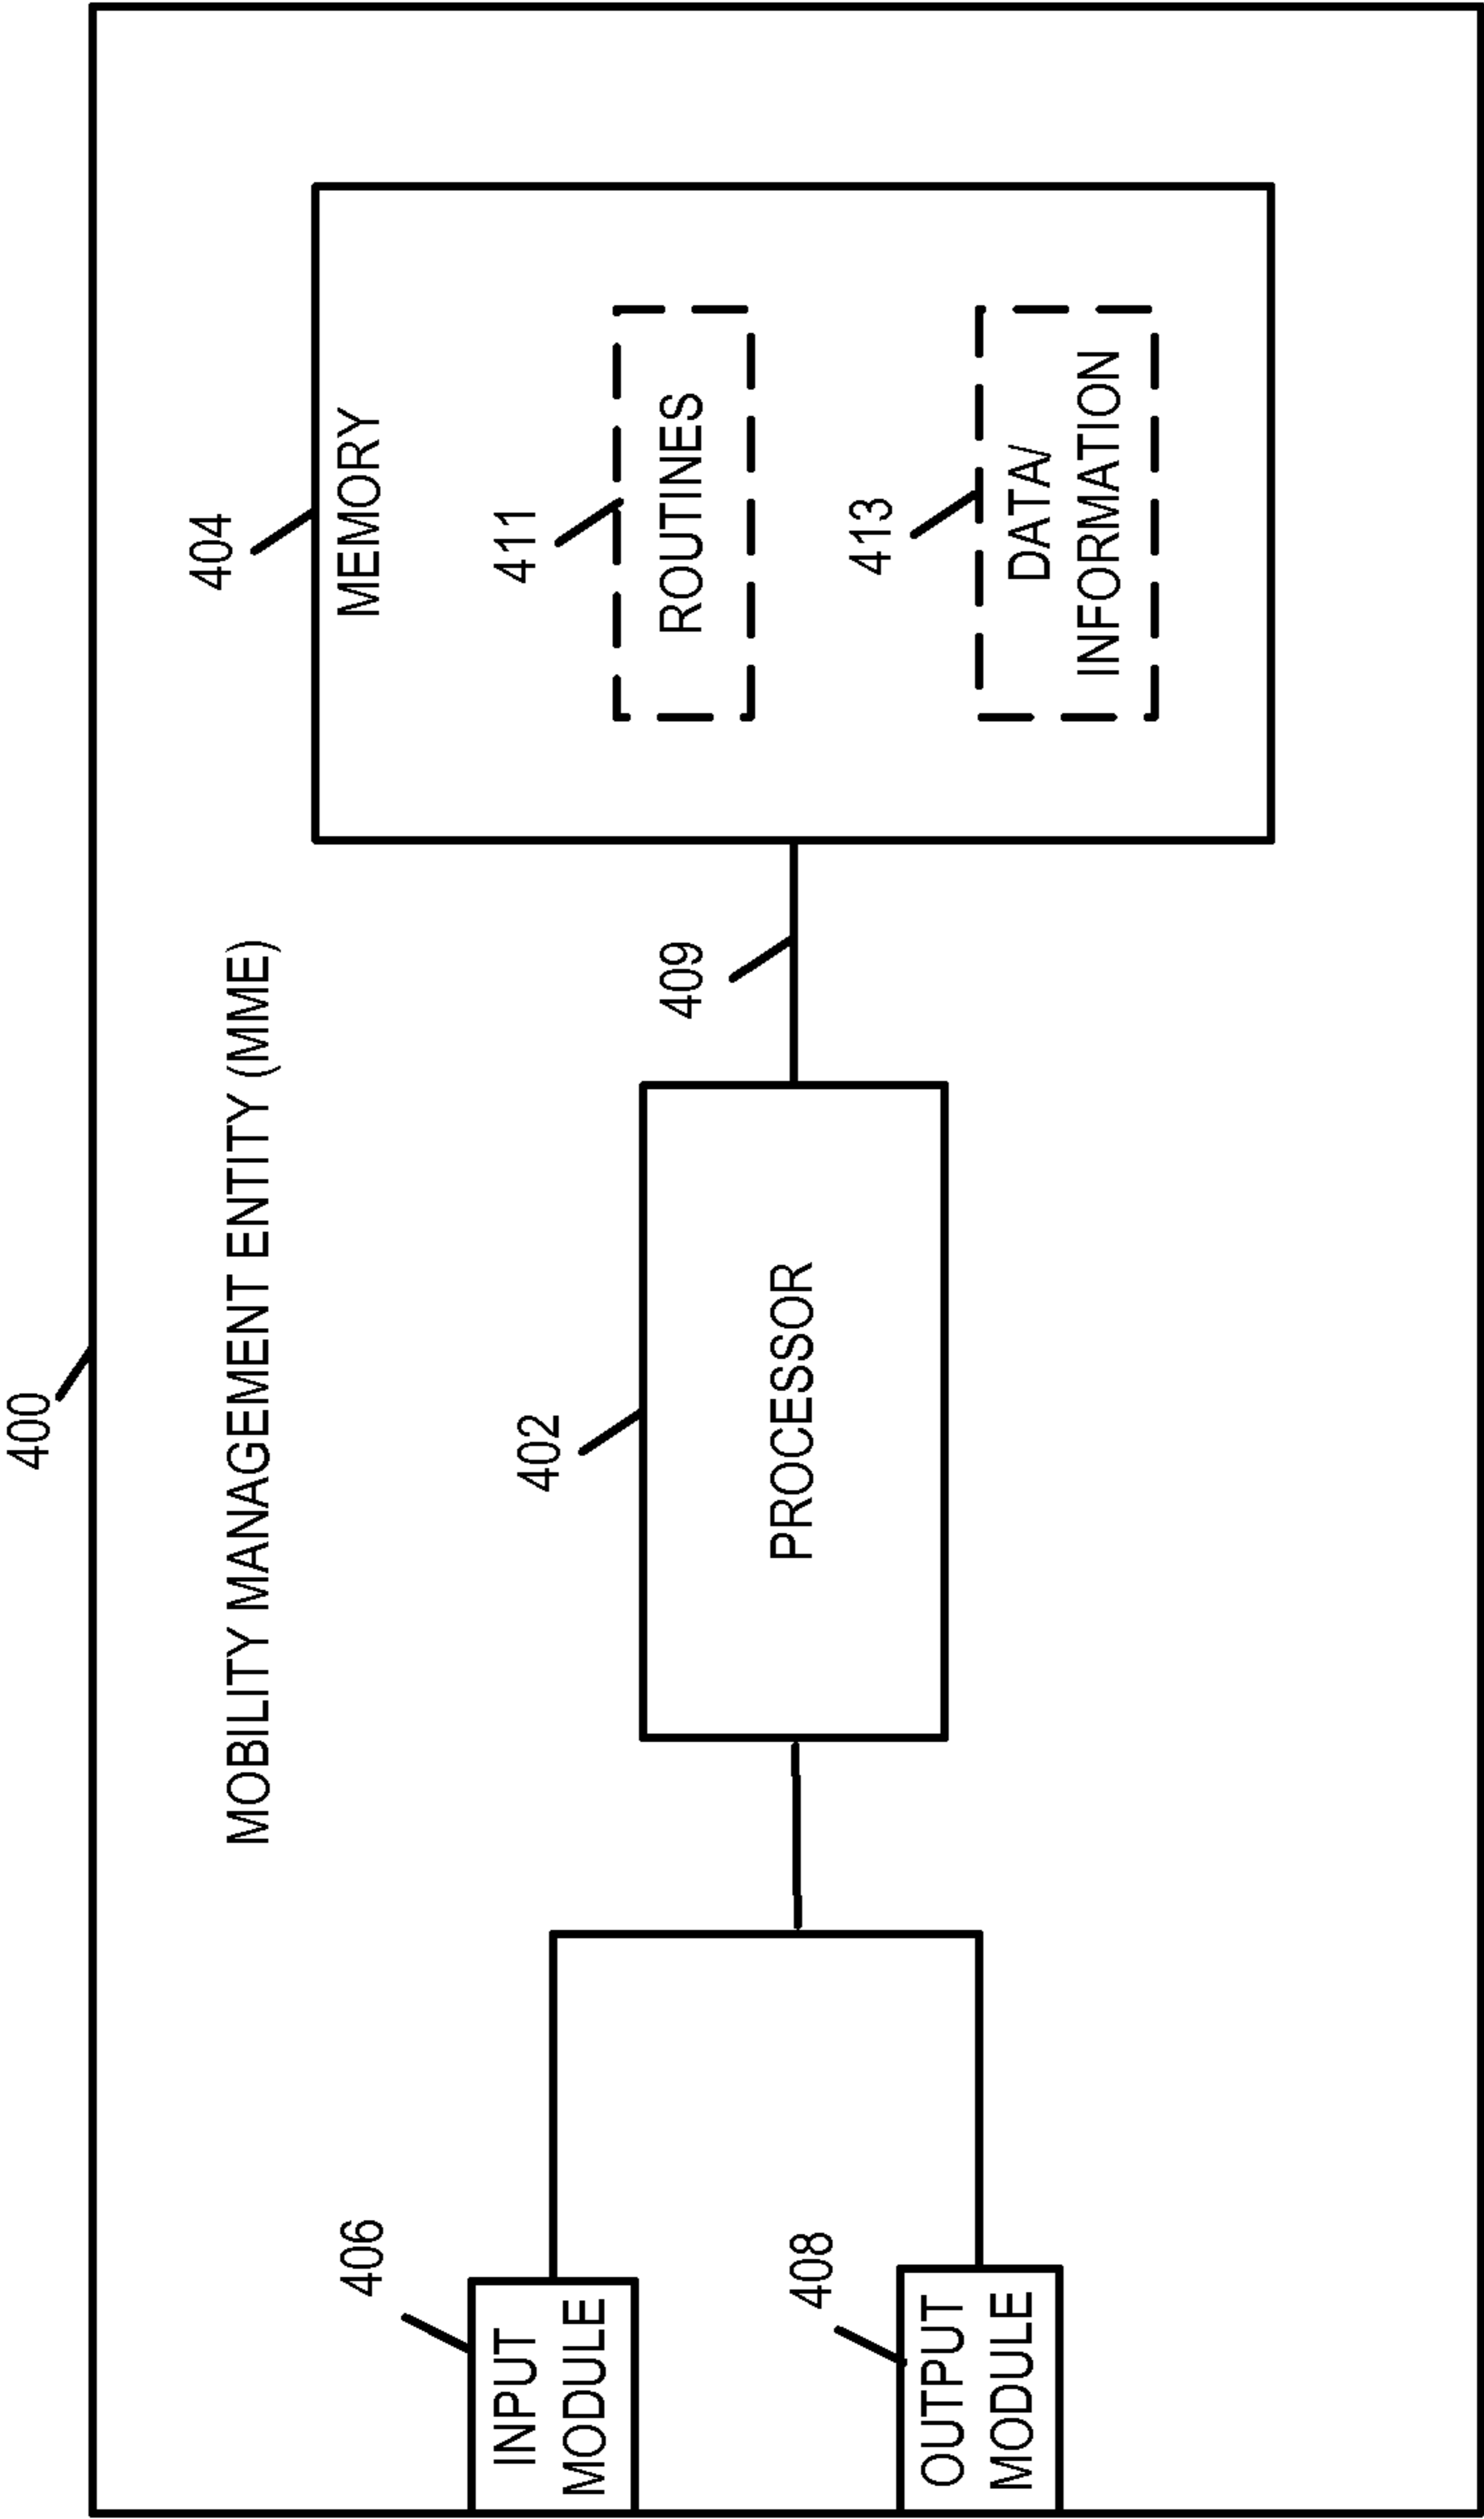 400
MOBILITY MANAGEMENT ENTITY (MME)
406
INPUT
MODULE
408
OUTPUT
MODULE
402
PROCESSOR
409
404
MEMORY
411
ROUTINES
413
DATA/
INFORMATION